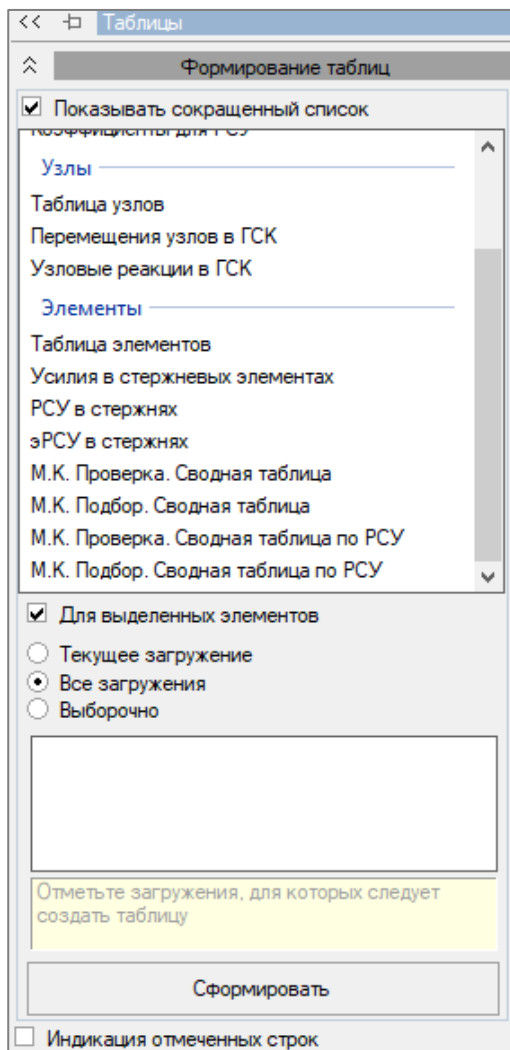 Таблицы
Формирование таблиц
Показывать сокращенный список
Коэффициенты для РСУ
Узлы
Таблица узлов
Перемещения узлов в ГСК
Узловые реакции в ГСК
Элементы
Таблица элементов
Усилия в стержневых элементах
РСУ в стержнях
эРСУ в стержнях
М.К. Проверка. Сводная таблица
М.К. Подбор. Сводная таблица
М.К. Проверка. Сводная таблица по РСУ
М.К. Подбор. Сводная таблица по РСУ
Для выделенных элементов
Текущее загружение
Все загружения
Выборочно
Отметьте загружения, для которых следует
создать таблицу
Сформировать
Индикация отмеченных строк